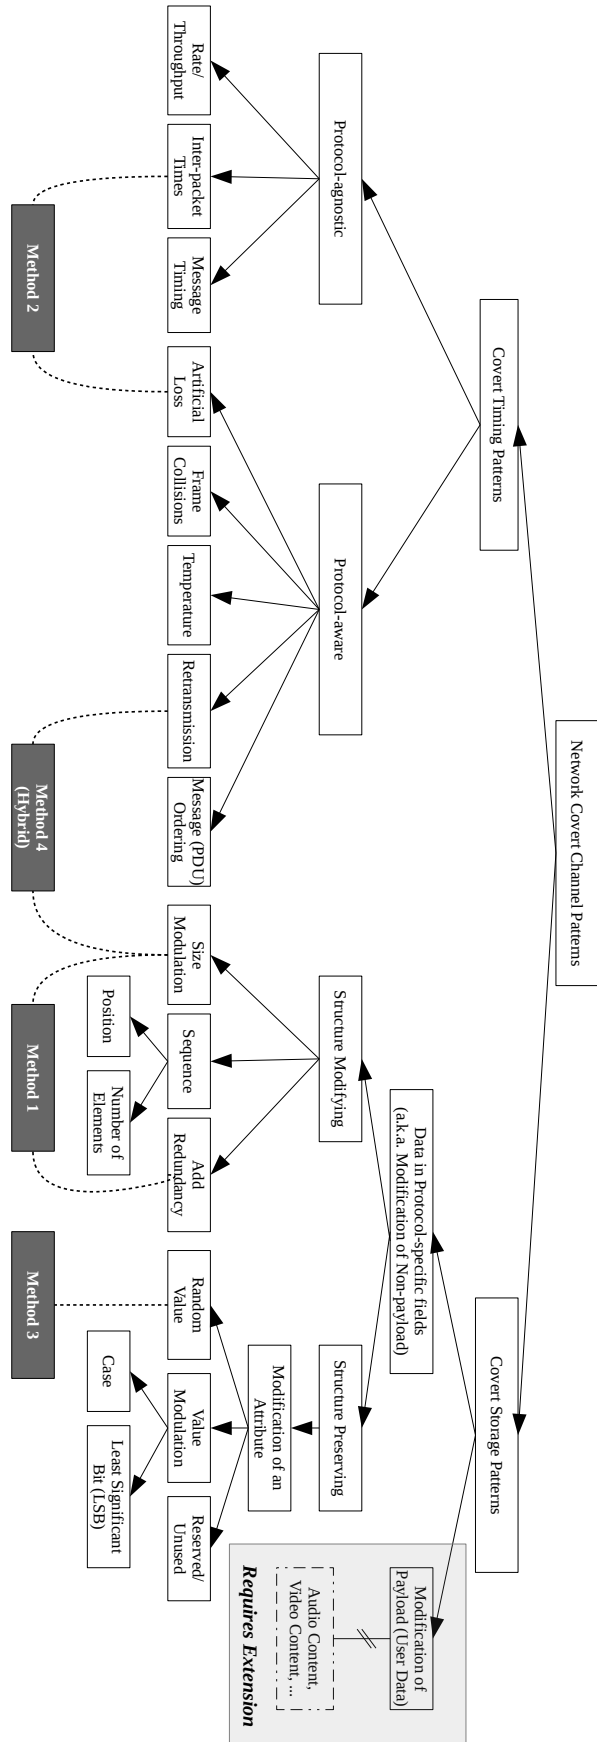 Network Covert Channel Patterns
Covert Timing Patterns
Covert Storage Patterns
Protocol-agnostic
Protocol-aware
Data in Protocol-specific fields
(a.k.a. Modification of Non-payload)
Modification of
Payload (User Data)
Structure Modifying
Structure Preserving
Audio Content,
Video Content, ...
Requires Extension
Modification of an
Attribute
Rate/
Throughput
Inter-packet
Times
Message
Timing
Artificial
Loss
Frame
Collisions
Temperature
Retransmission
Message (PDU)
Ordering
Size
Modulation
Sequence
Add
Redundancy
Random
Value
Value
Modulation
Reserved/
Unused
Position
Number of
Elements
Case
Least Significant
Bit (LSB)
Method 2
Method 4
(Hybrid)
Method 1
Method 3